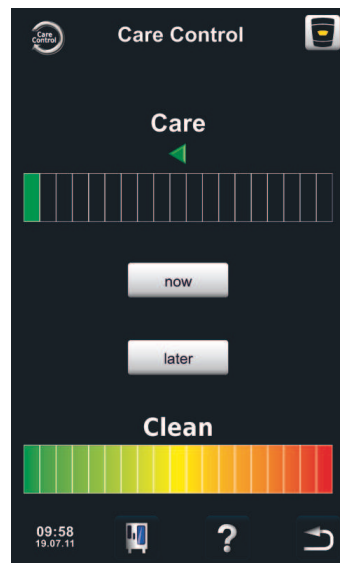 Care
Control
Care Control
Care
now
later
Clean
09:58
19.07.11
?